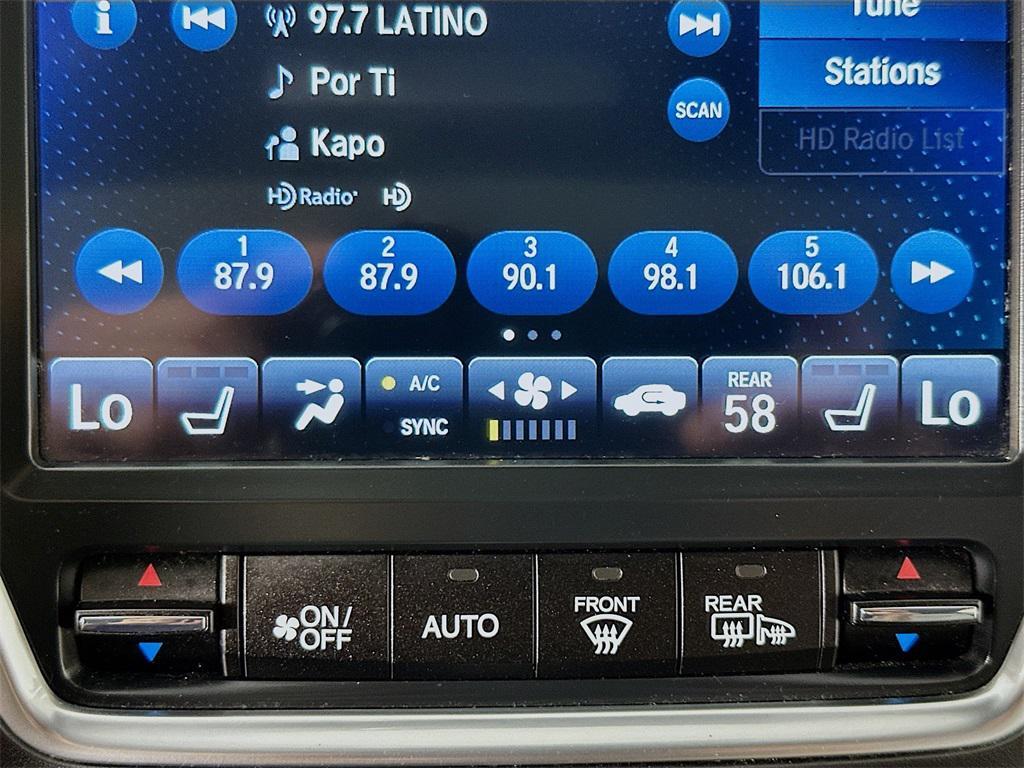 i
97.7 LATINO
Tune
Por Ti
Stations
SCAN
Kapo
HD Radio List
HD Radio HD
1 2 3 4 5
87.9 87.9 90.1 98.1 106.1
Lo
A/C
SYNC
REAR
58
Lo
ON/
OFF
AUTO
FRONT
REAR